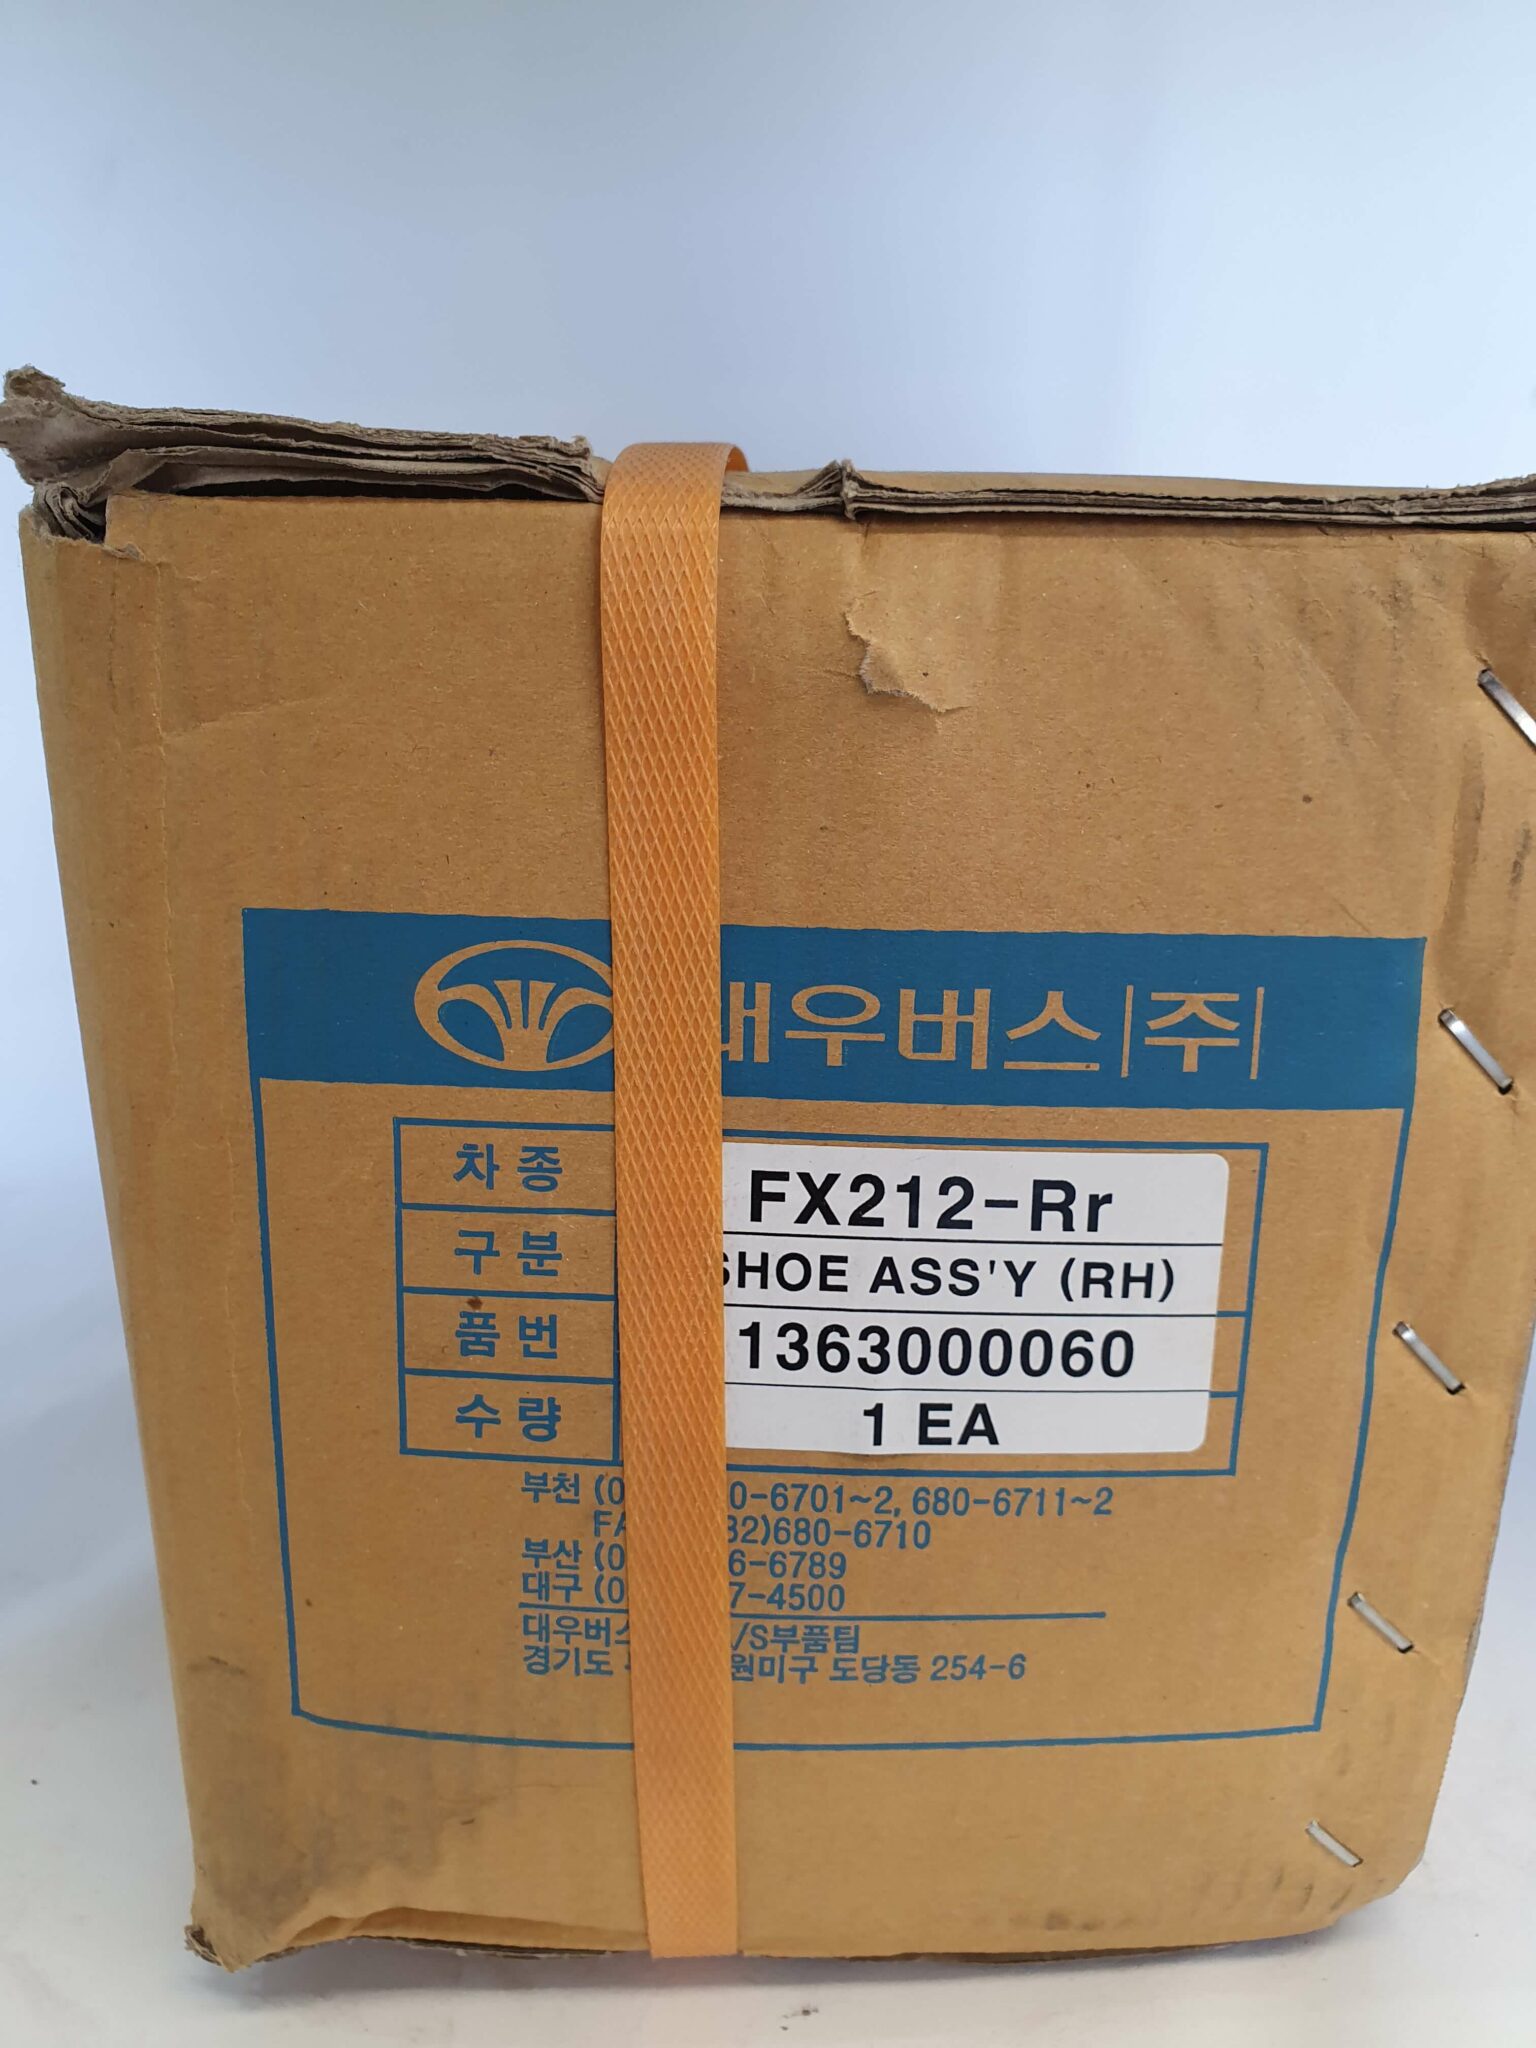 우버스|주|
차종 FX212-Rr
구분 SHOE ASS'Y (RH)
품번 1363000060
수량 1 EA
부천 0-6701~2, 680-6711~2
680-6710
부산 6-6789
대구 7-4500
대우버스 A/S부품팀
경기도 원미구 도당동 254-6